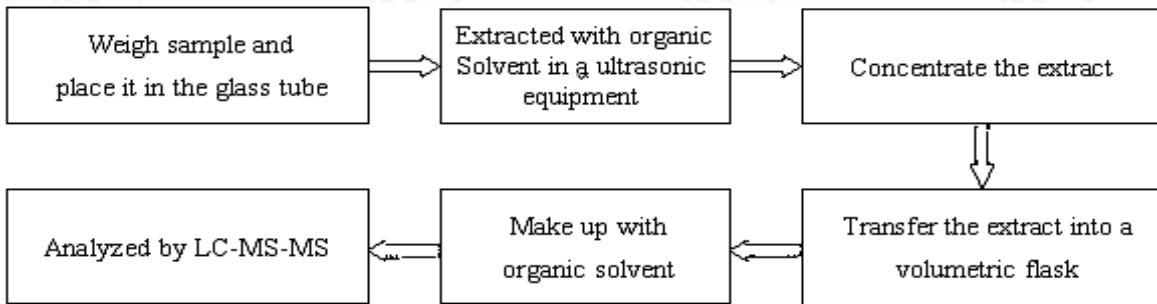 Weigh sample and
place it in the glass tube
Extracted with organic
Solvent in a ultrasonic
equipment
Concentrate the extract
Transfer the extract into a
volumetric flask
Make up with
organic solvent
Analyzed by LC-MS-MS